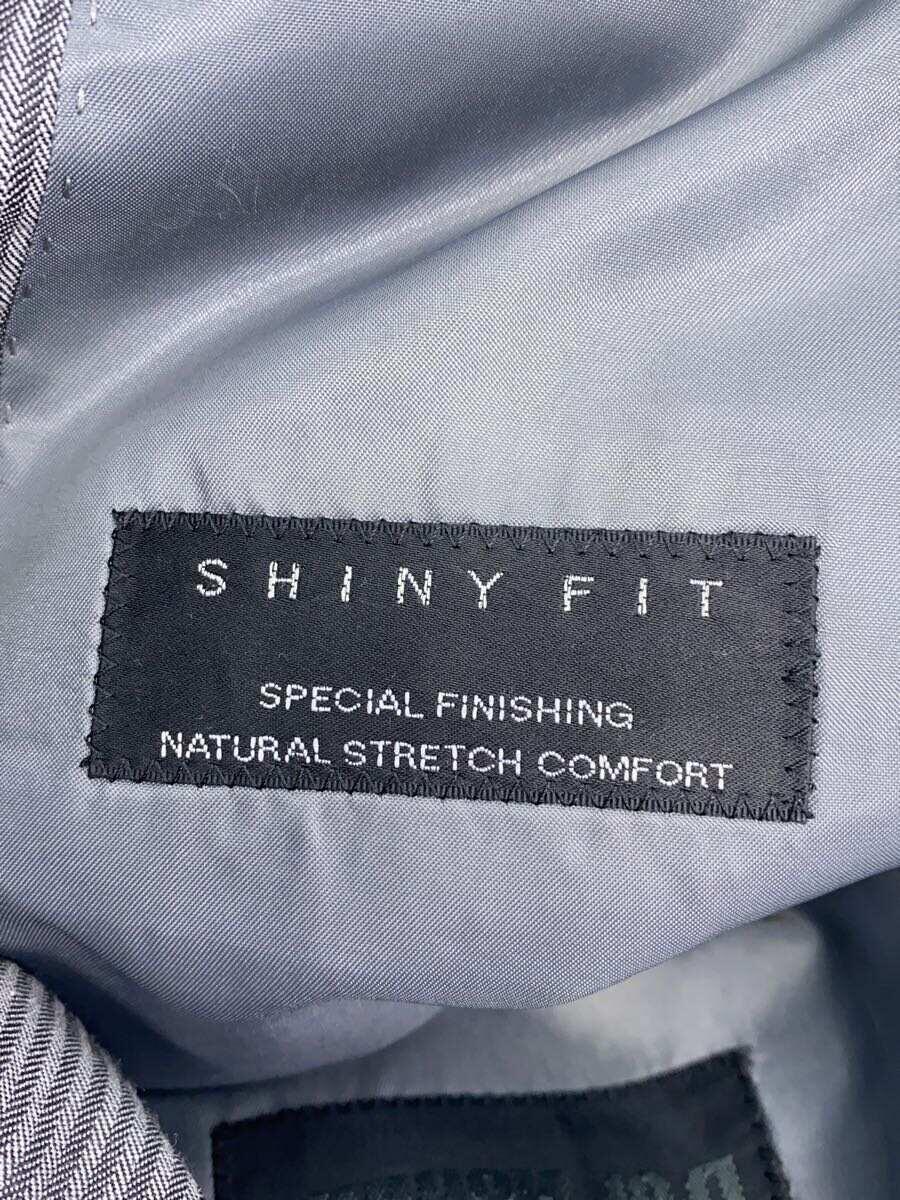 SHINY FIT
SPECIAL FINISHING
NATURAL STRETCH COMFORT